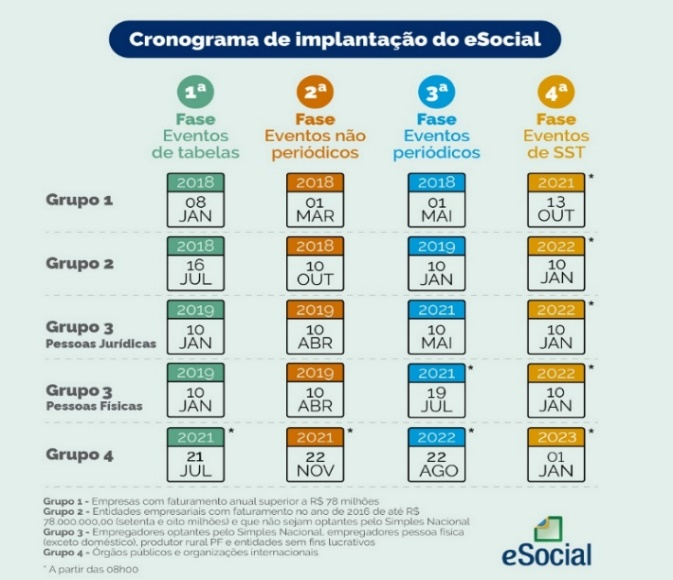 Cronograma de implantação do eSocial
1ª 2ª 3ª 4ª
Fase Fase Fase Fase
Eventos Eventos não Eventos Eventos
de tabelas periódicos periódicos de SST
2018 2018 2018 2021 *
Grupo 1 08 01 01 13
JAN MAR MAI OUT
2018 2018 2019 2022 *
Grupo 2 16 10 10 10
JUL OUT JAN JAN
2019 2019 2021 2022 *
Grupo 3 10 10 10 10
Pessoas Jurídicas JAN ABR MAI JAN
2019 2019 2021 * 2022 *
Grupo 3 10 10 19 10
Pessoas Físicas JAN ABR JUL JAN
2021 * 2021 * 2022 * 2023 *
Grupo 4 21 22 22 01
JUL NOV AGO JAN
Grupo 1 - Empresas com faturamento anual superior a R$ 78 milhões
Grupo 2 - Entidades empresariais com faturamento no ano de 2016 de até R$
78.000.000,00 (setenta e oito milhões) e que não sejam optantes pelo Simples Nacional
Grupo 3 - Empregadores optantes pelo Simples Nacional, empregadores pessoa física
(exceto doméstico), produtor rural PF e entidades sem fins lucrativos
Grupo 4 - Órgãos públicos e organizações internacionais
* A partir das 08h00
eSocial